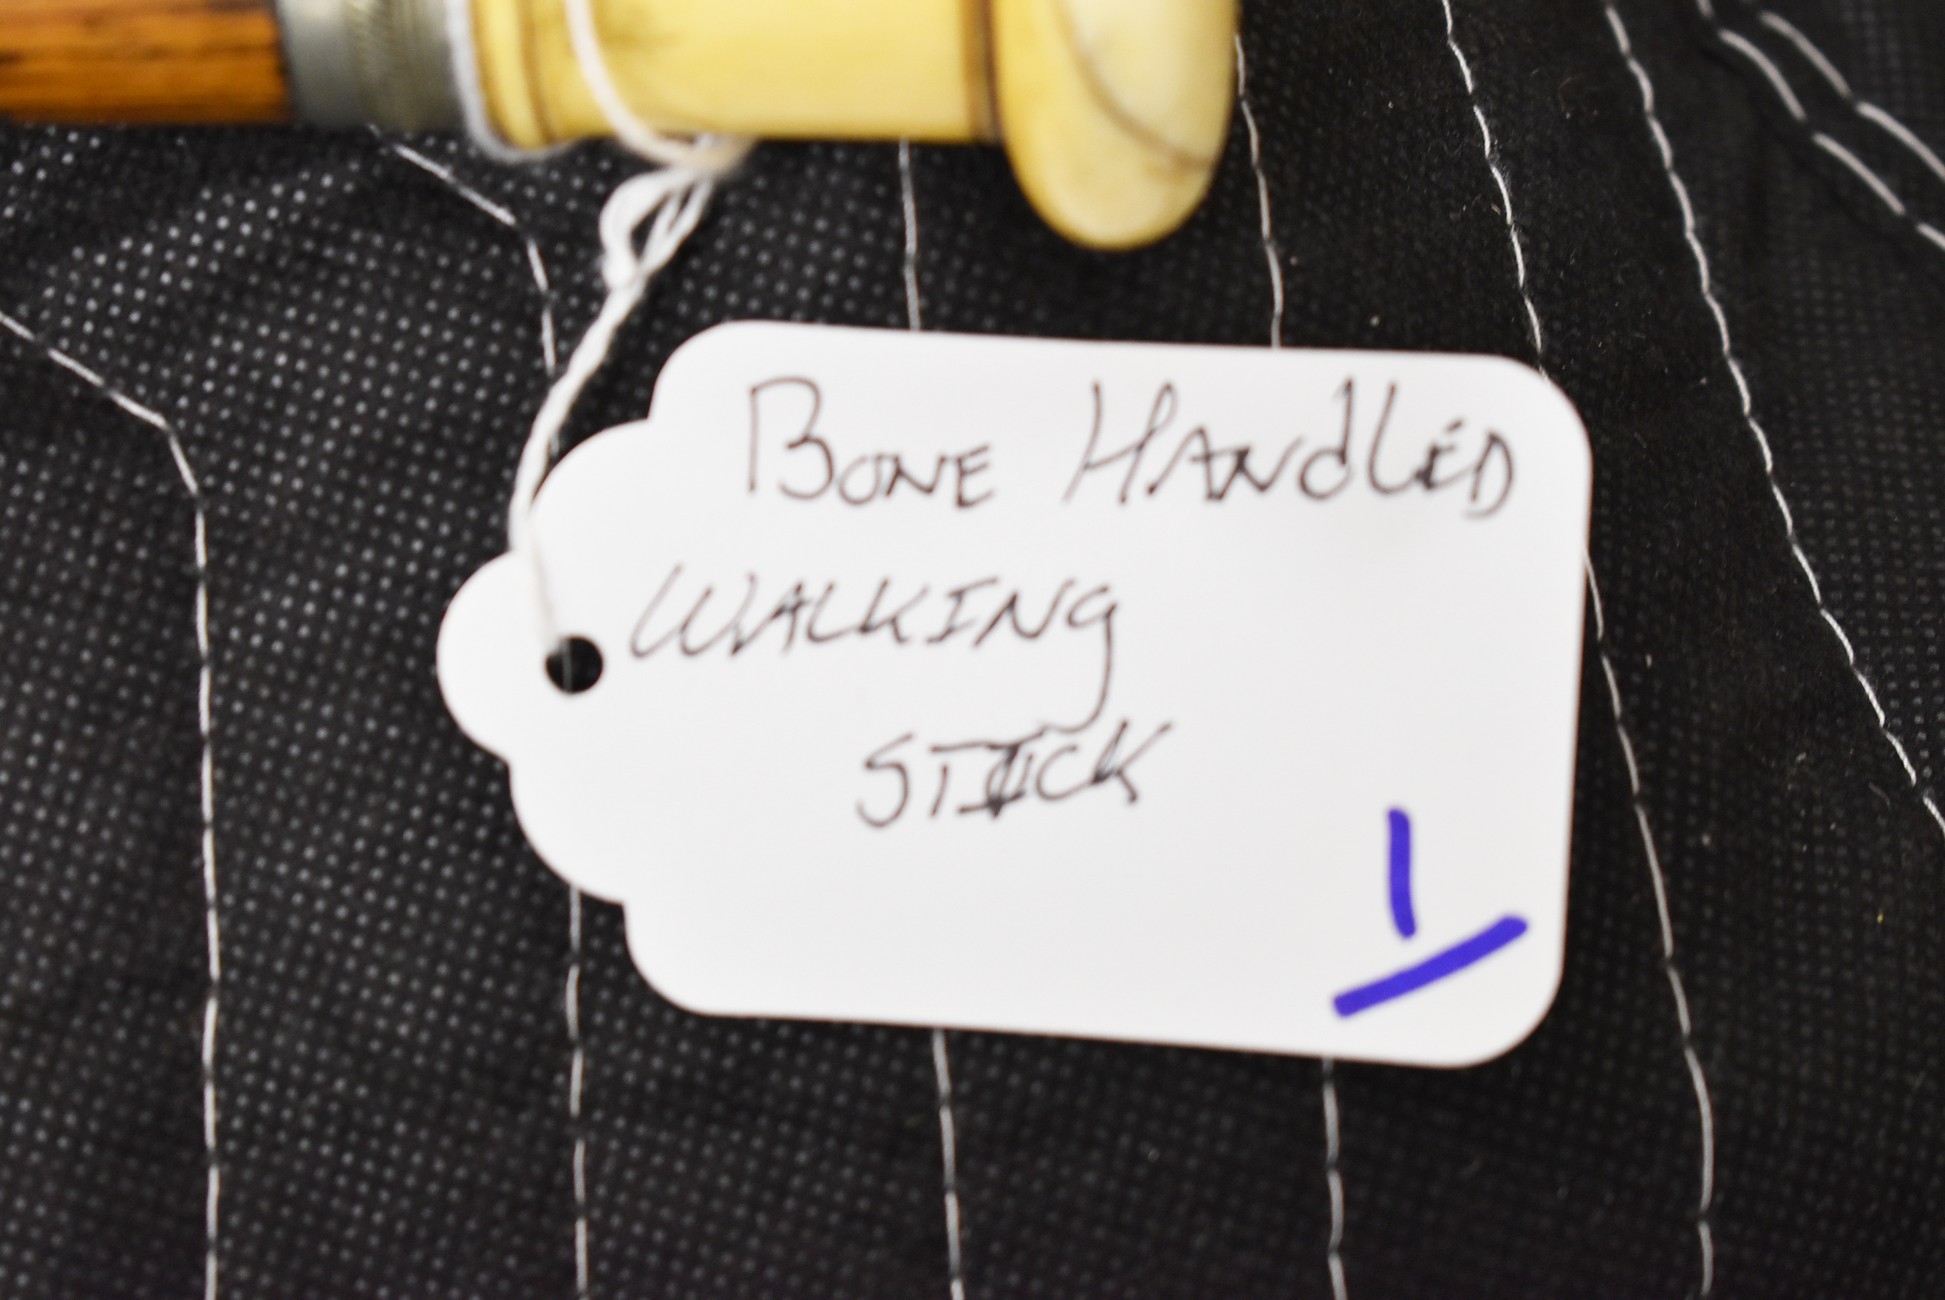 Bone Handled
Walking
Stick
1